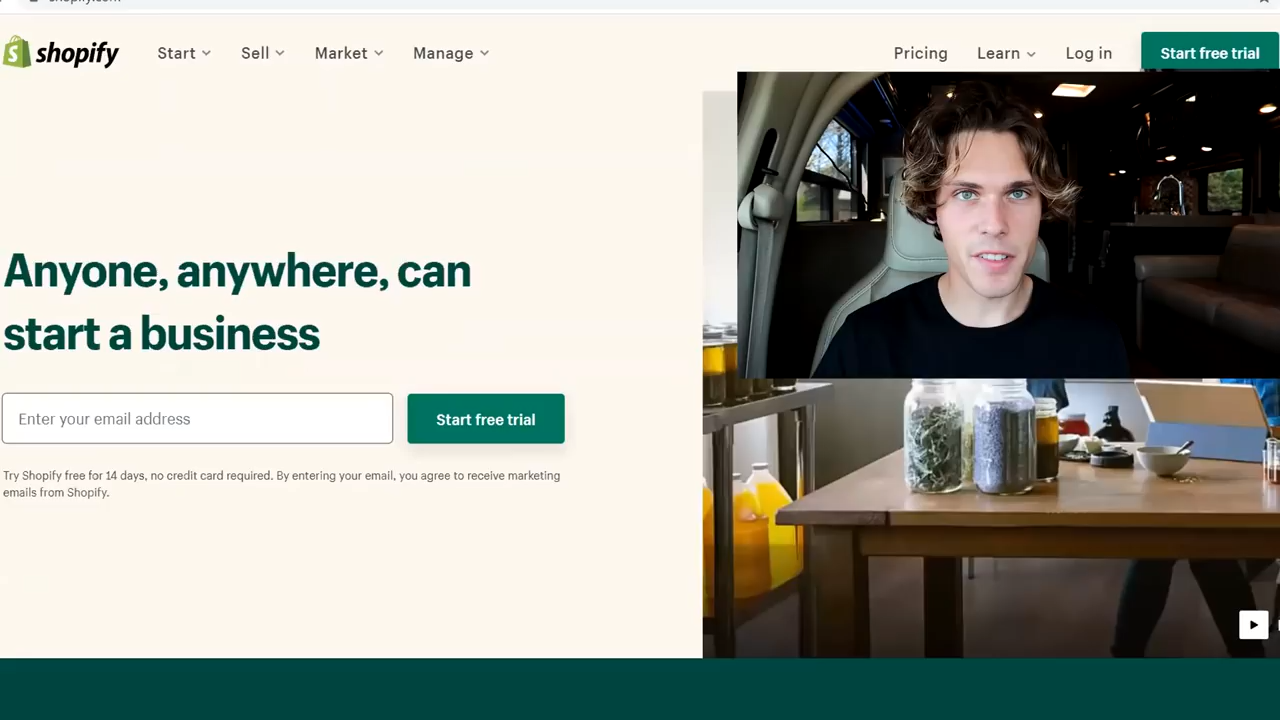 shopify.com
shopify
Start
Sell
Market
Manage
Pricing
Learn
Log in
Start free trial
Anyone, anywhere, can
start a business
Enter your email address
Start free trial
Try Shopify free for 14 days, no credit card required. By entering your email, you agree to receive marketing
emails from Shopify.